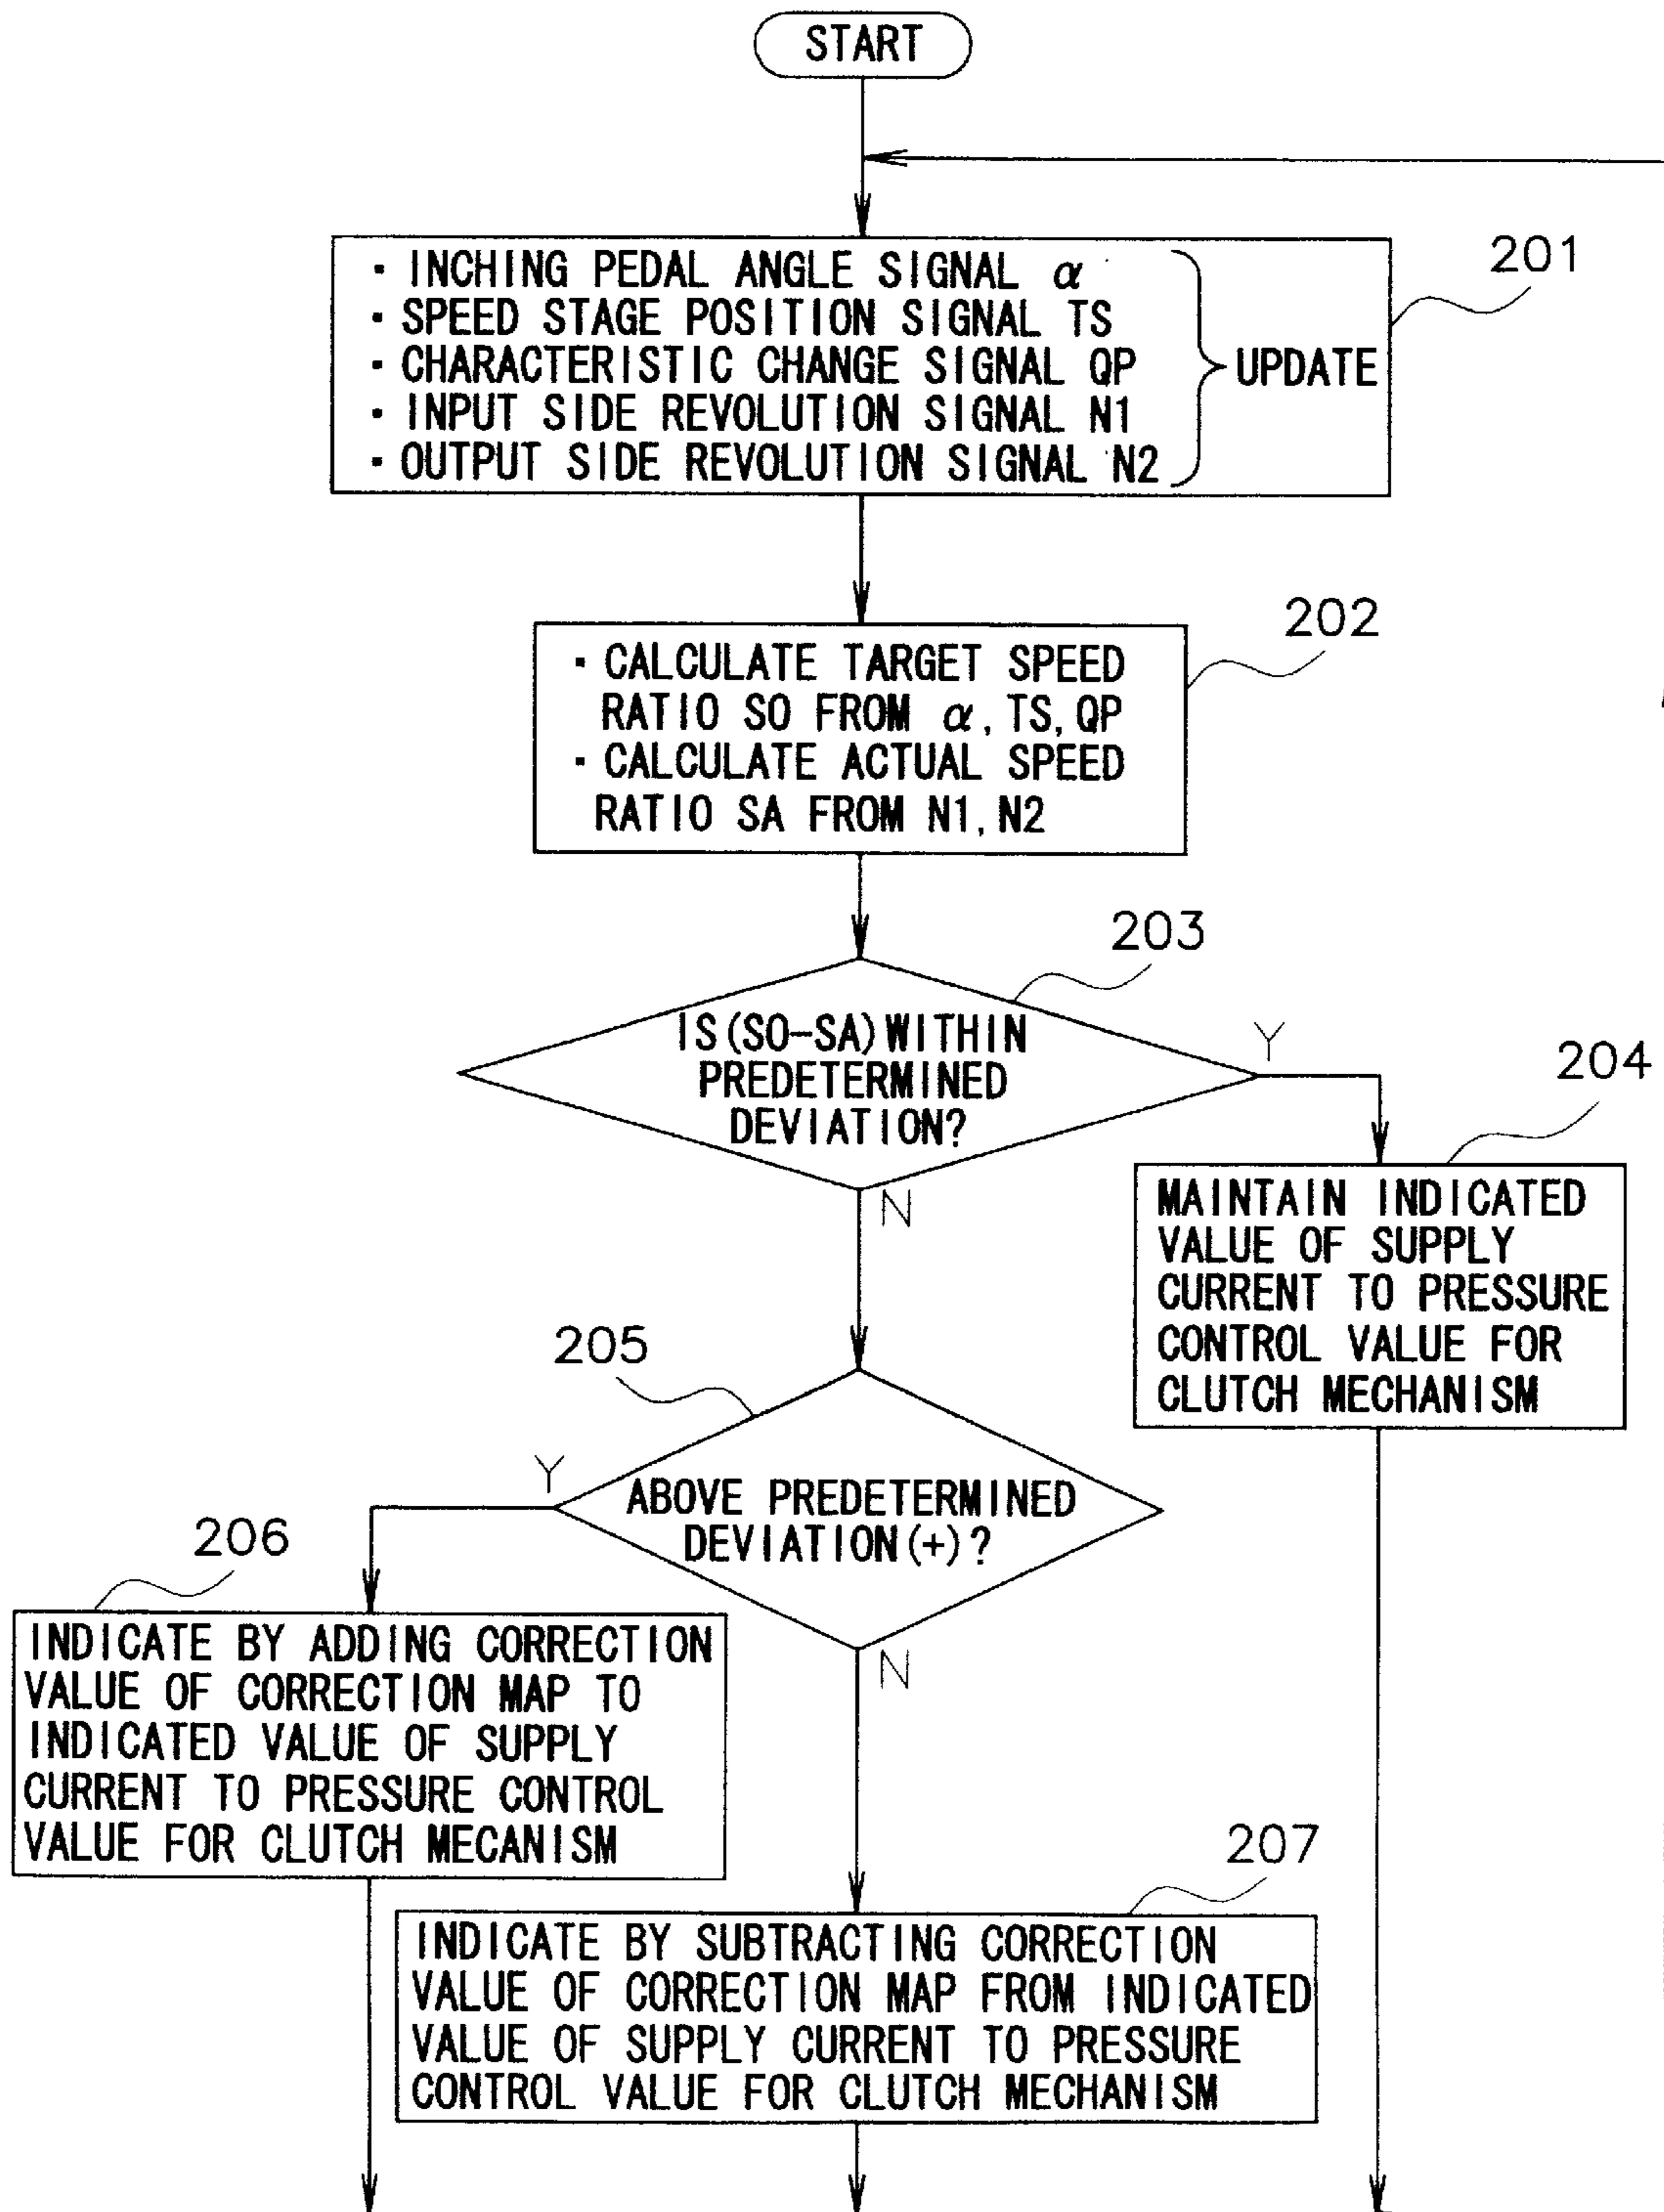 START
· INCHING PEDAL ANGLE SIGNAL α
· SPEED STAGE POSITION SIGNAL TS
· CHARACTERISTIC CHANGE SIGNAL QP
· INPUT SIDE REVOLUTION SIGNAL N1
· OUTPUT SIDE REVOLUTION SIGNAL N2
UPDATE
201
· CALCULATE TARGET SPEED
RATIO SO FROM α, TS, QP
· CALCULATE ACTUAL SPEED
RATIO SA FROM N1, N2
202
IS (SO-SA) WITHIN
PREDETERMINED
DEVIATION?
203
Y
N
204
MAINTAIN INDICATED
VALUE OF SUPPLY
CURRENT TO PRESSURE
CONTROL VALUE FOR
CLUTCH MECHANISM
205
ABOVE PREDETERMINED
DEVIATION (+)?
Y
N
206
INDICATE BY ADDING CORRECTION
VALUE OF CORRECTION MAP TO
INDICATED VALUE OF SUPPLY
CURRENT TO PRESSURE CONTROL
VALUE FOR CLUTCH MECANISM
207
INDICATE BY SUBTRACTING CORRECTION
VALUE OF CORRECTION MAP FROM INDICATED
VALUE OF SUPPLY CURRENT TO PRESSURE
CONTROL VALUE FOR CLUTCH MECHANISM